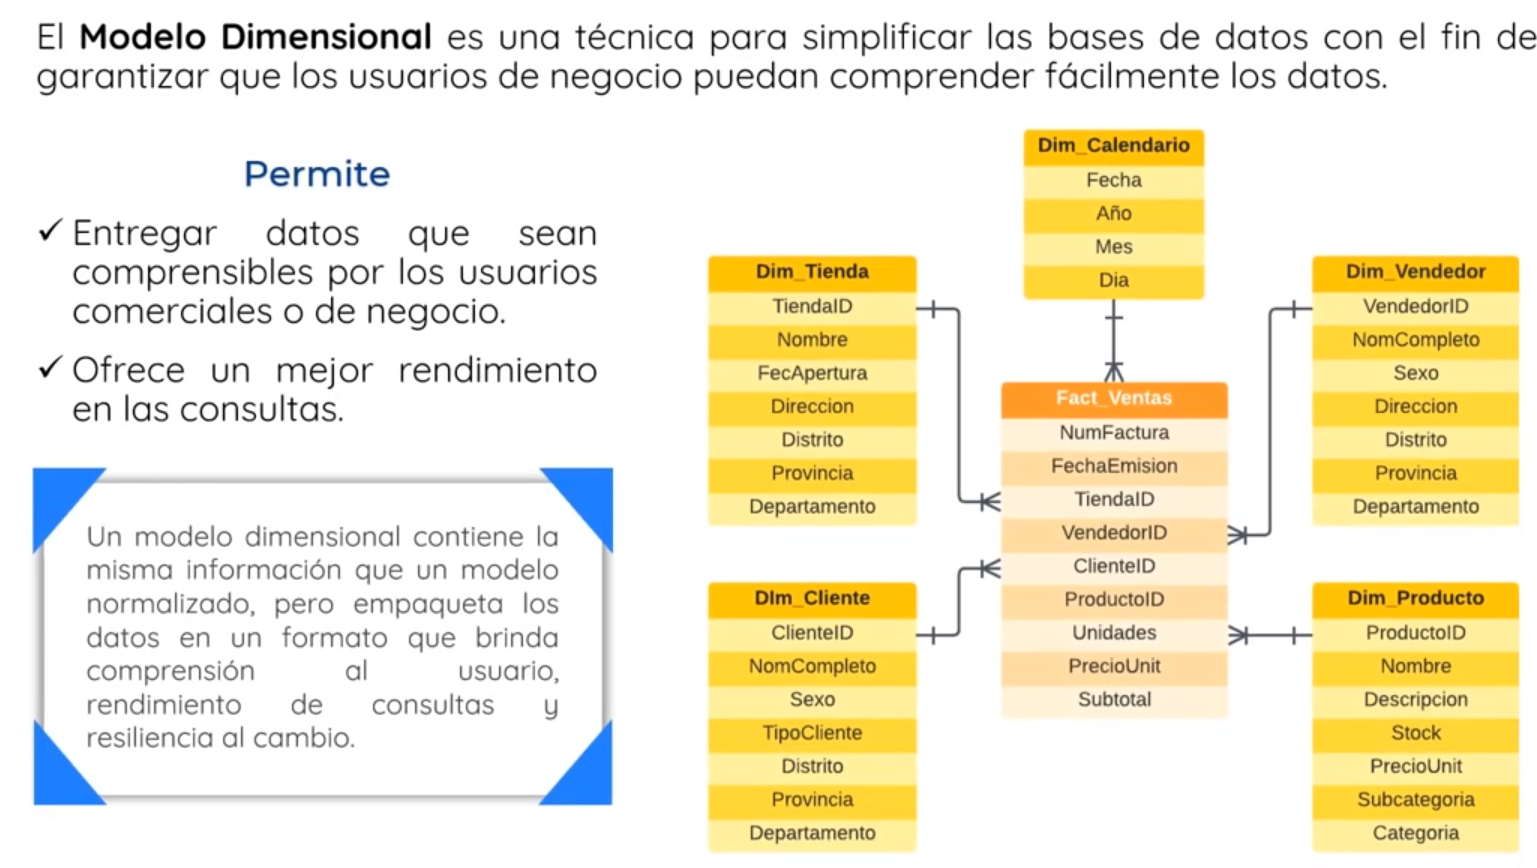 El Modelo Dimensional es una técnica para simplificar las bases de datos con el fin de
garantizar que los usuarios de negocio puedan comprender fácilmente los datos.
Permite
✓ Entregar datos que sean
comprensibles por los usuarios
comerciales o de negocio.
✓ Ofrece un mejor rendimiento
en las consultas.
Un modelo dimensional contiene la
misma información que un modelo
normalizado, pero empaqueta los
datos en un formato que brinda
comprensión al usuario,
rendimiento de consultas y
resiliencia al cambio.
Dim_Calendario
Fecha
Año
Mes
Dia
Dim_Tienda
TiendaID
Nombre
FecApertura
Direccion
Distrito
Provincia
Departamento
Dim_Vendedor
VendedorID
NomCompleto
Sexo
Direccion
Distrito
Provincia
Departamento
Fact_Ventas
NumFactura
FechaEmision
TiendaID
VendedorID
ClienteID
ProductoID
Unidades
PrecioUnit
Subtotal
DIm_Cliente
ClienteID
NomCompleto
Sexo
TipoCliente
Distrito
Provincia
Departamento
Dim_Producto
ProductoID
Nombre
Descripcion
Stock
PrecioUnit
Subcategoria
Categoria